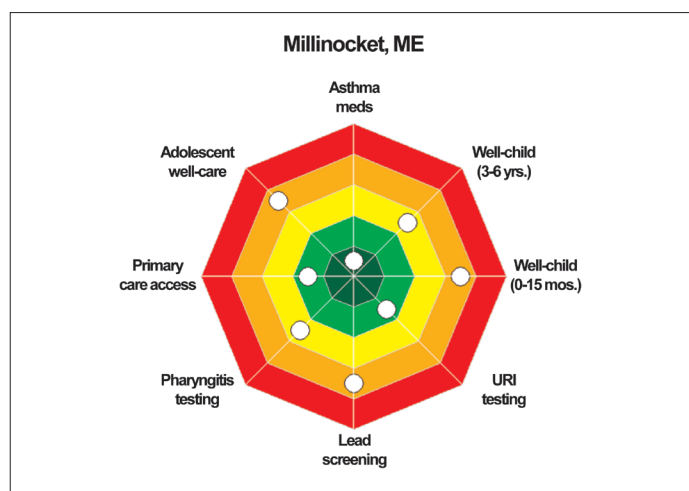 Millinocket, ME
Asthma
meds
Adolescent
well-care
Well-child
(3-6 yrs.)
Primary
care access
Well-child
(0-15 mos.)
Pharyngitis
testing
URI
testing
Lead
screening